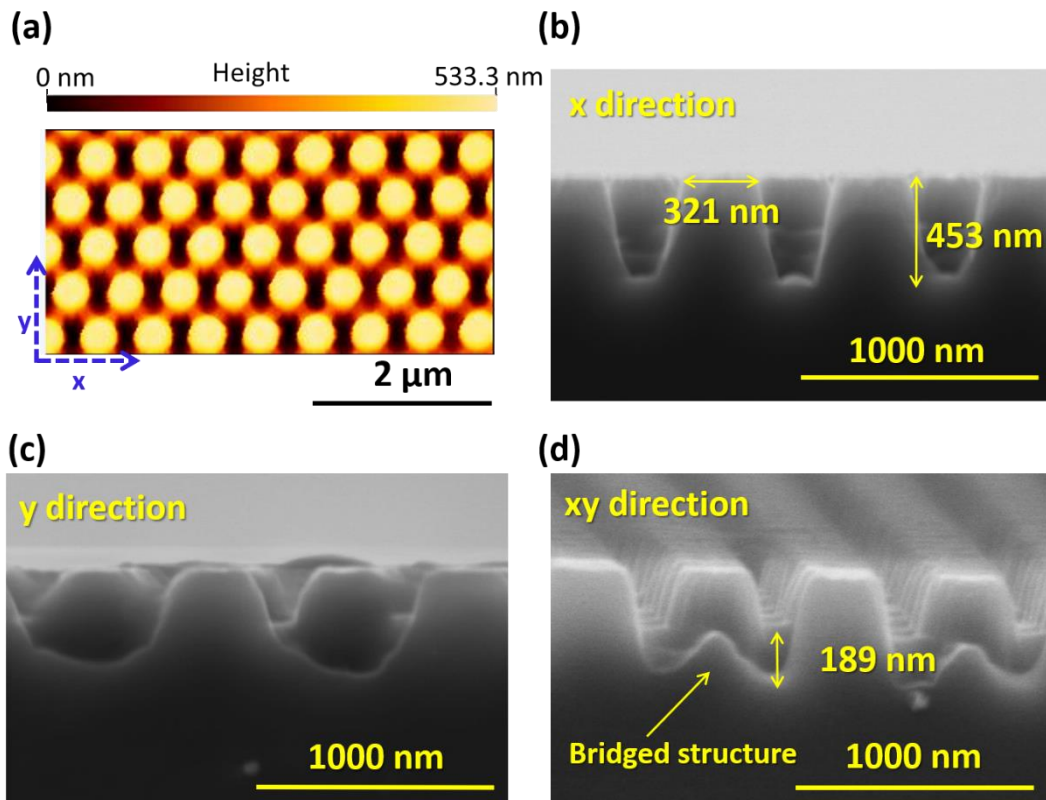 (a)
0 nm Height 533.3 nm
y
x
2 µm
(b)
x direction
321 nm
453 nm
1000 nm
(c)
y direction
1000 nm
(d)
xy direction
189 nm
Bridged structure
1000 nm